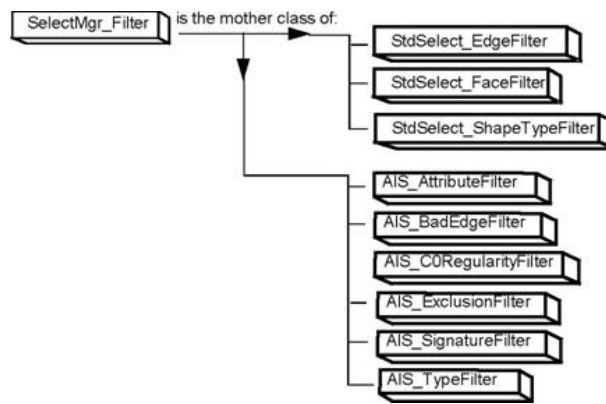 SelectMgr_Filter is the mother class of:
StdSelect_EdgeFilter
StdSelect_FaceFilter
StdSelect_ShapeTypeFilter
AIS_AttributeFilter
AIS_BadEdgeFilter
AIS_C0RegularityFilter
AIS_ExclusionFilter
AIS_SignatureFilter
AIS_TypeFilter